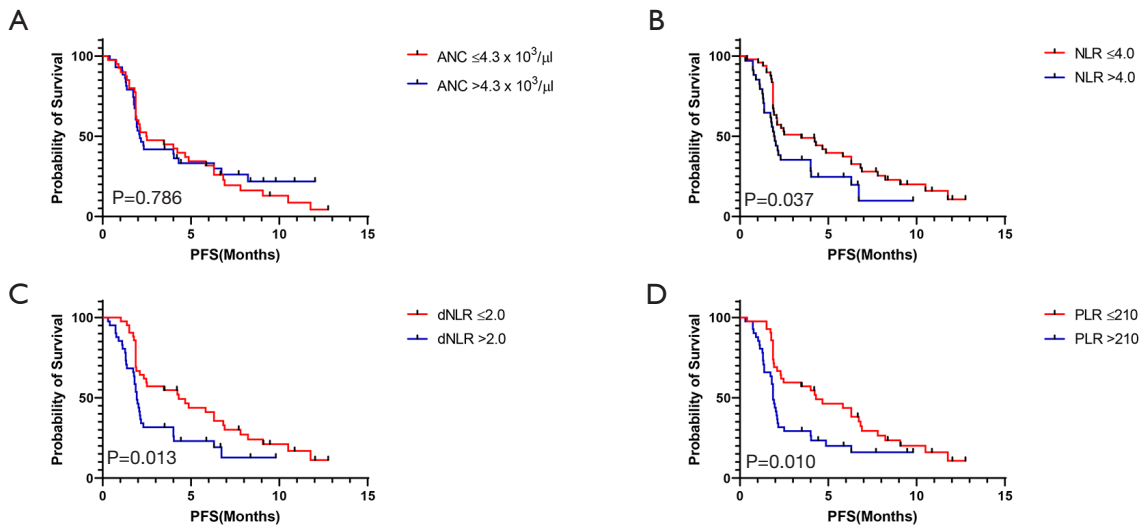 A
ANC ≤4.3 x 10³/μl
ANC >4.3 x 10³/μl
Probability of Survival
100
50
0
P=0.786
0 5 10 15
PFS(Months)
B
NLR ≤4.0
NLR >4.0
Probability of Survival
100
50
0
P=0.037
0 5 10 15
PFS(Months)
C
dNLR ≤2.0
dNLR >2.0
Probability of Survival
100
50
0
P=0.013
0 5 10 15
PFS(Months)
D
PLR ≤210
PLR >210
Probability of Survival
100
50
0
P=0.010
0 5 10 15
PFS(Months)